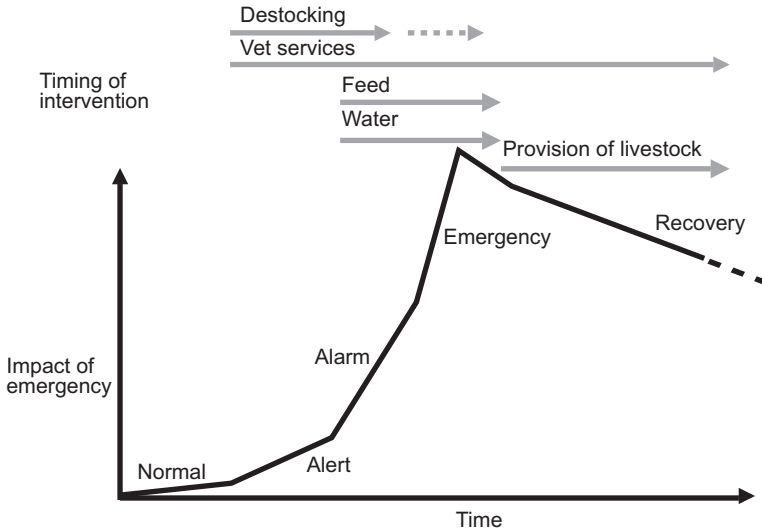 Destocking
Vet services
Timing of
intervention
Feed
Water
Provision of livestock
Recovery
Emergency
Alarm
Impact of
emergency
Normal
Alert
Time